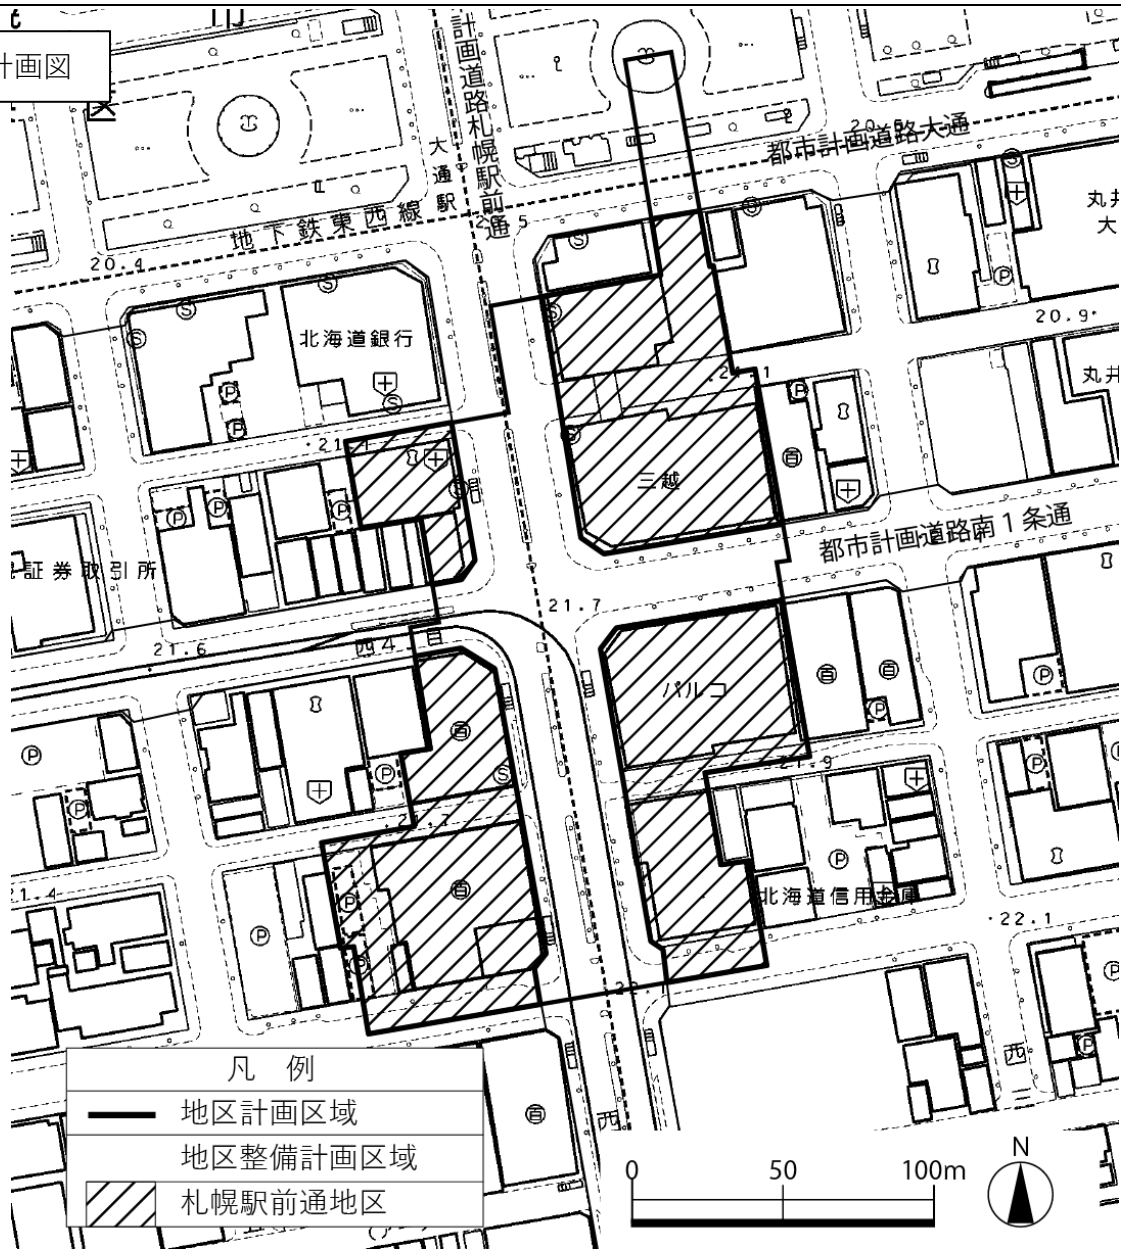 計画図
計画道路札幌駅前通
大通駅
都市計画道路大通
地下鉄東西線
20.4
丸井
大
20.9
北海道銀行
丸井
三越
都市計画道路南1条通
証券取引所
21.7
21.6
西4
パルコ
21.9
21.7
21.4
北海道信用金庫
22.1
西
西
凡 例
地区計画区域
地区整備計画区域
札幌駅前通地区
0 50 100m
N